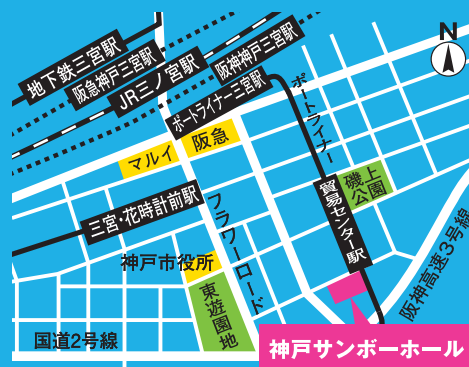 N
地下鉄三宮駅
阪急神戸三宮駅
JR三ノ宮駅
阪神神戸三宮駅
ポートライナー三宮駅
ポートライナー
マルイ
阪急
三宮・花時計前駅
フラワーロード
貿易センター駅
磯上
公園
神戸市役所
東遊園地
阪神高速3号線
国道2号線
神戸サンボーホール